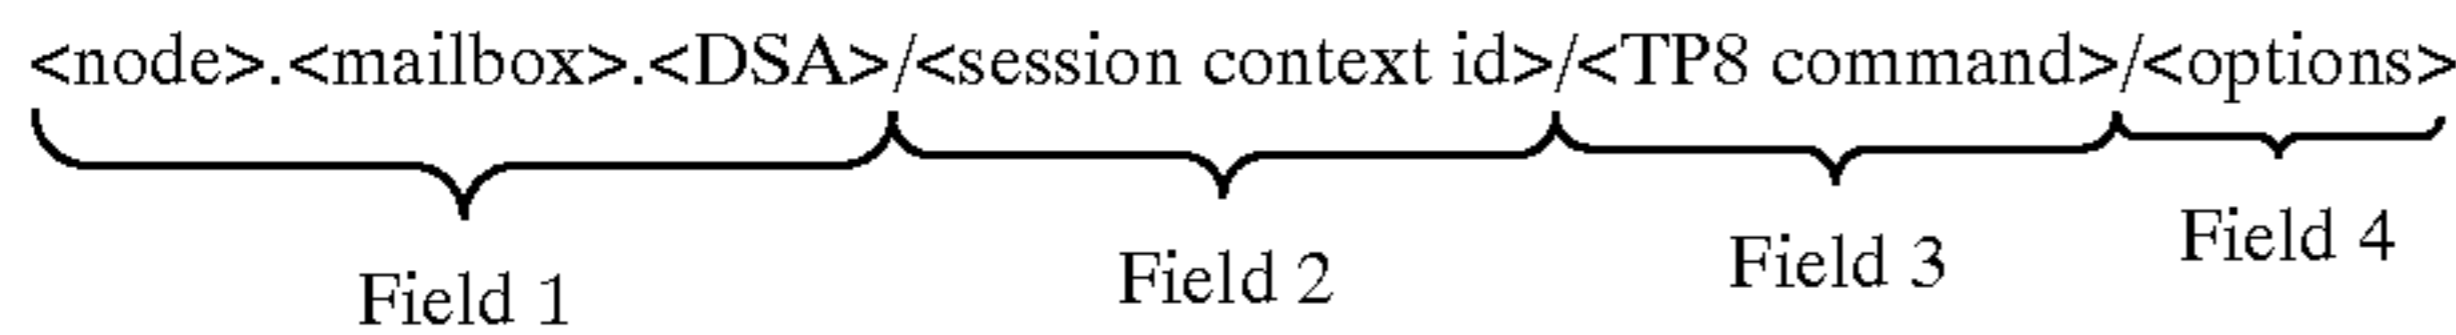 <node>.<mailbox>.<DSA>/<session context id>/<TP8 command>/<options>
Field 1
Field 2
Field 3
Field 4